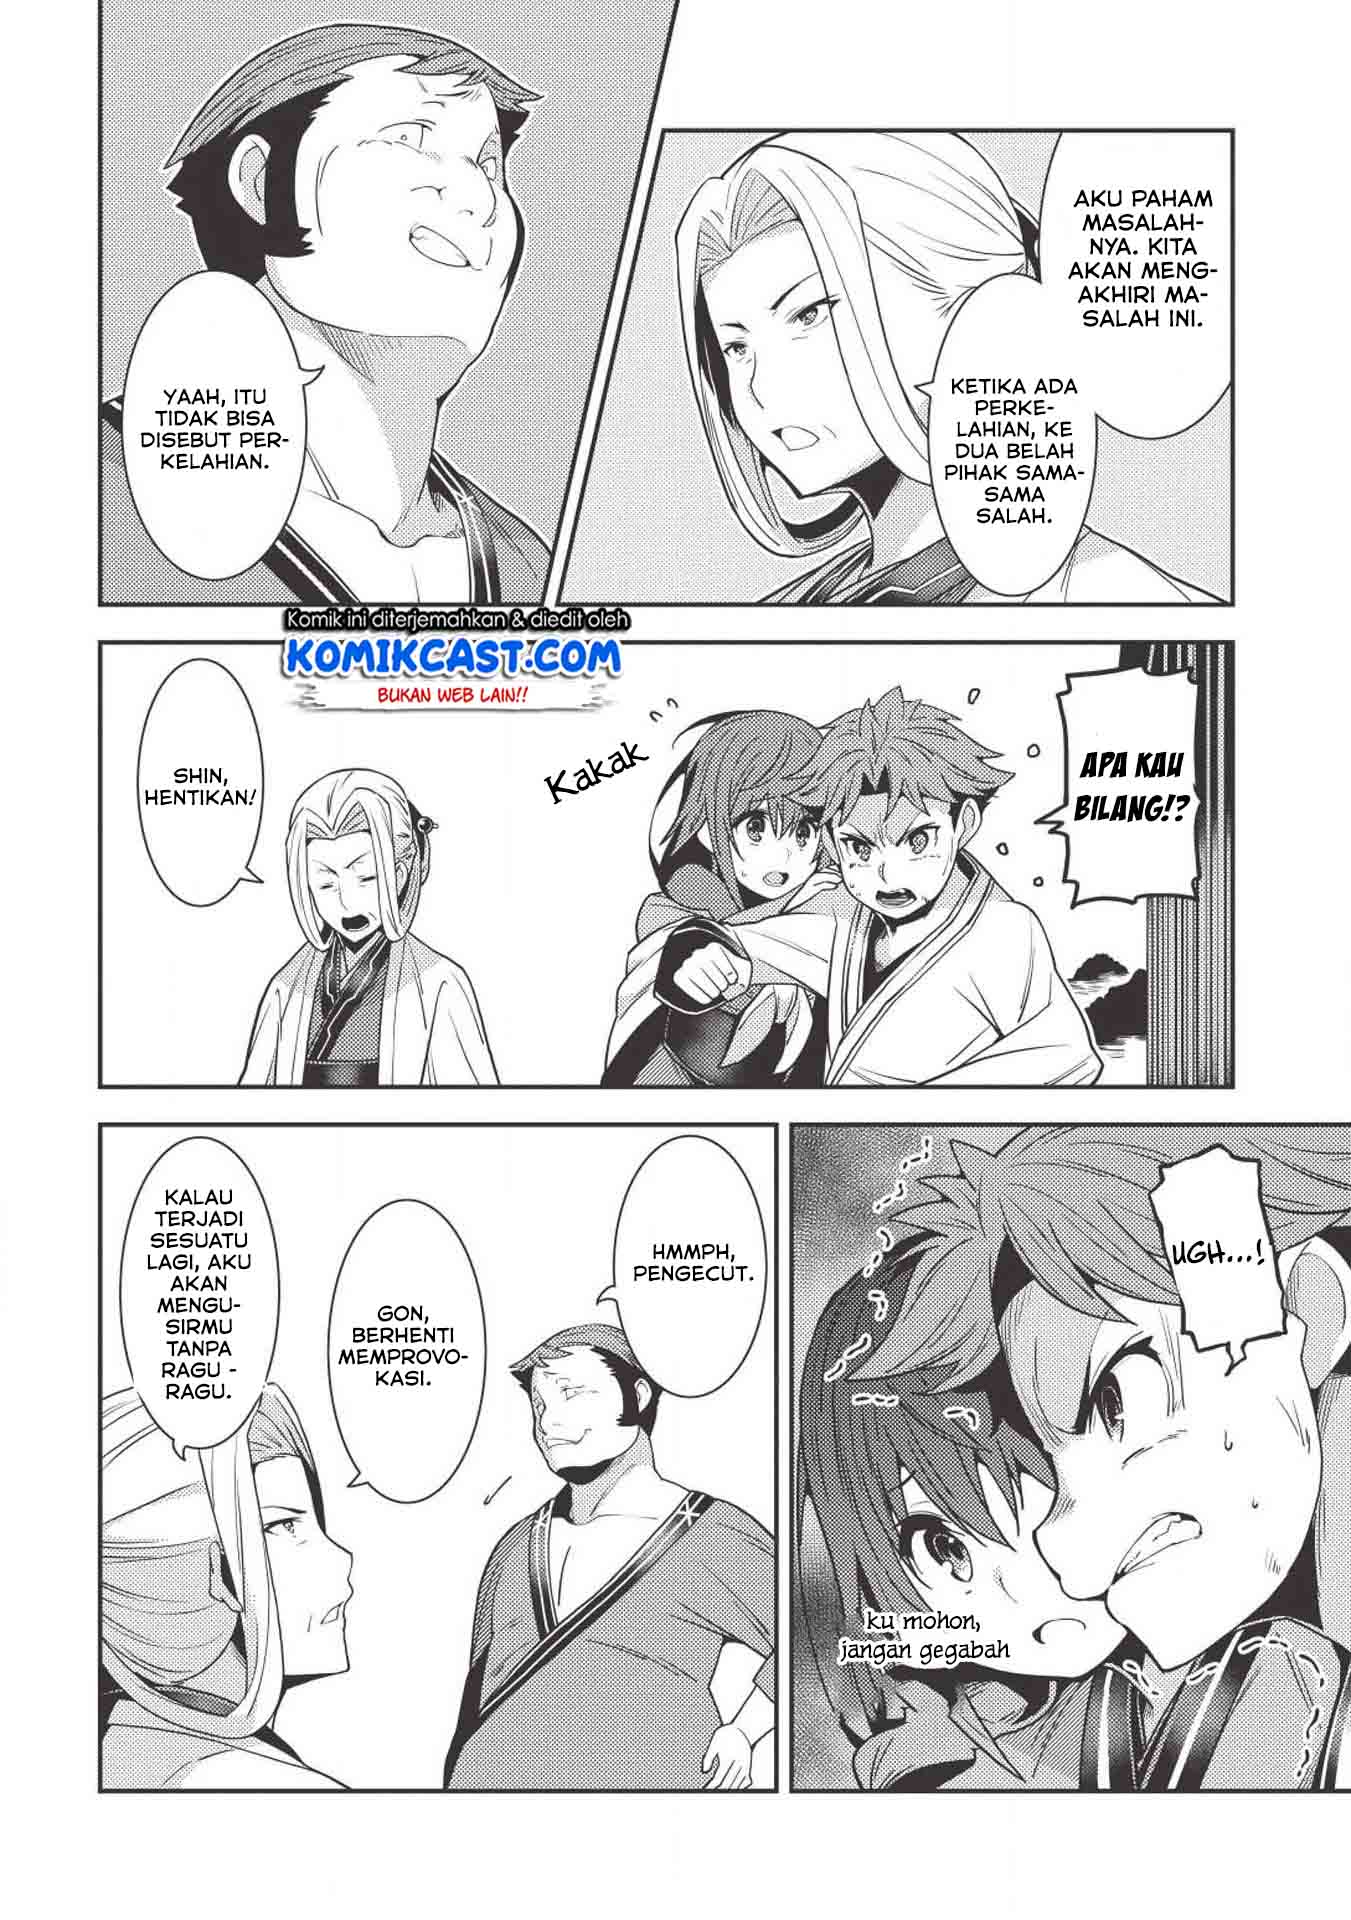 AKU PAHAM
MASALAH-
NYA. KITA
AKAN MENG-
AKHIRI MA-
SALAH INI.
KETIKA ADA
PERKE-
LAHIAN, KE
DUA BELAH
PIHAK SAMA-
SAMA
SALAH.
YAAH, ITU
TIDAK BISA
DISEBUT PER-
KELAHIAN.
Komik ini diterjemahkan & diedit oleh
KOMIKCAST.COM
BUKAN WEB LAIN!!
APA KAU
BILANG!?
Kakak
SHIN,
HENTIKAN!
UGH...!
ku mohon,
jangan gegabah
HMMPH,
PENGECUT.
GON,
BERHENTI
MEMPROVO-
KASI.
KALAU
TERJADI
SESUATU
LAGI, AKU
AKAN
MENGU-
SIRMU
TANPA
RAGU -
RAGU.